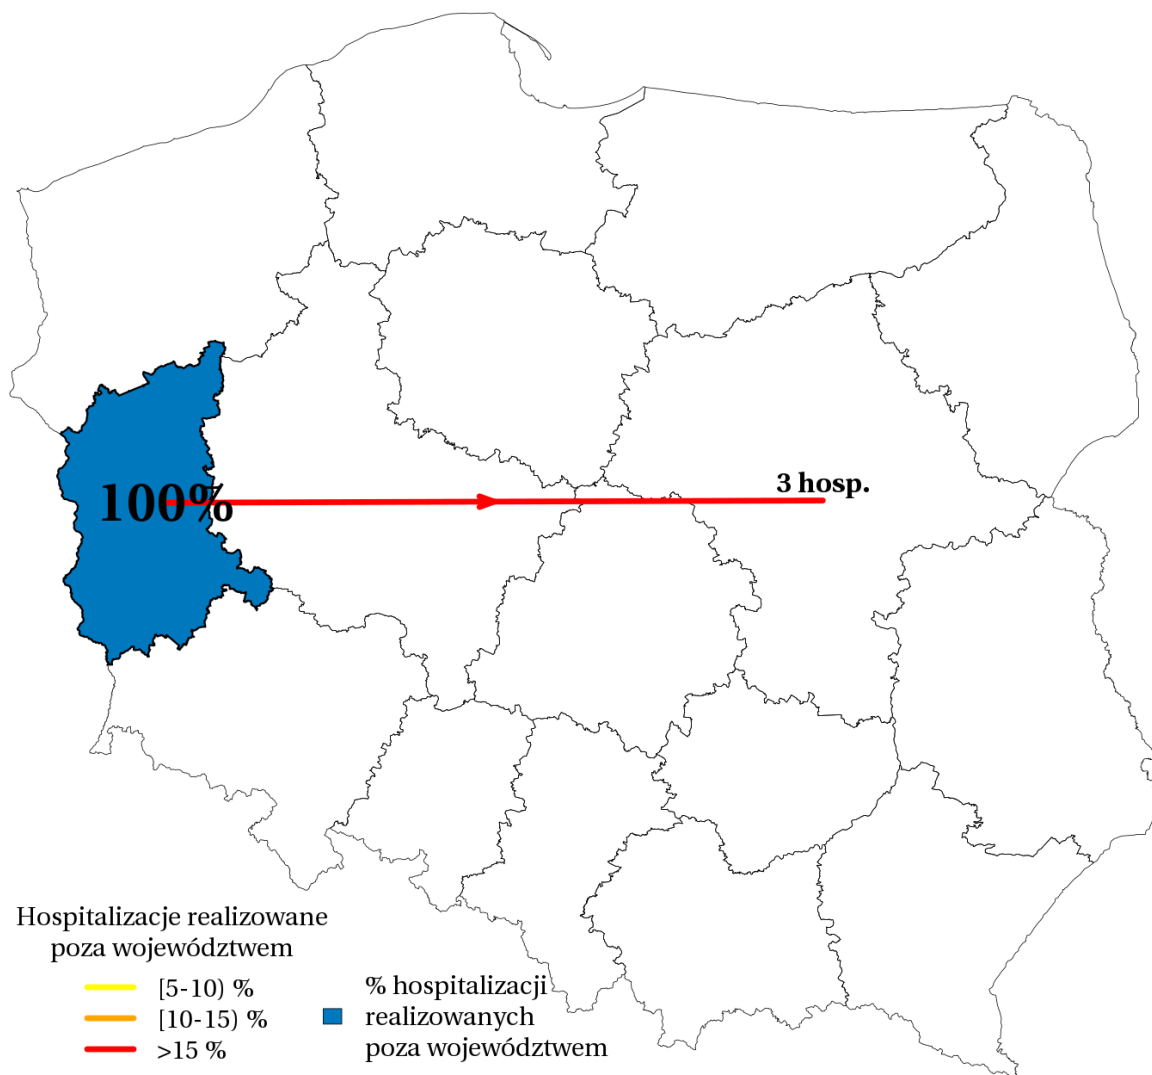 3 hosp.
100%
Hospitalizacje realizowane
poza województwem
[5-10) %
[10-15) %
>15 %
% hospitalizacji
realizowanych
poza województwem